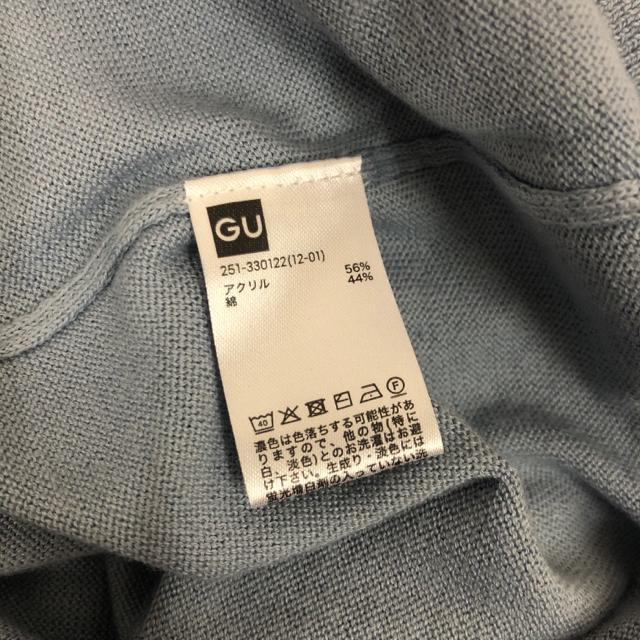 GU
251-330122(12-01)
アクリル 56%
綿 44%
40 F
濃色は色落ちする可能性があ
りますので、他の物(特に
白、淡色)とのお洗濯はお避
け下さい。生成り・淡色には
蛍光増白剤の入っていない洗